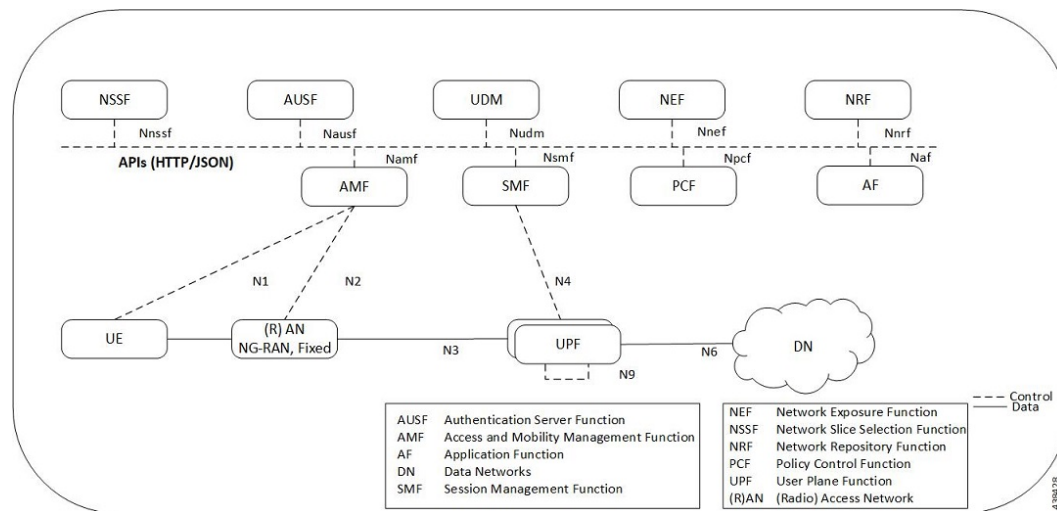 NSSF AUSF UDM NEF NRF
Nnssf Nausf Nudm Nnef Nnrf
APIs (HTTP/JSON) Namf Nsmf Npcf Naf
AMF SMF PCF AF
N1 N2 N4
UE (R) AN UPF DN
NG-RAN, Fixed
N3 N6
N9
AUSF Authentication Server Function
AMF Access and Mobility Management Function
AF Application Function
DN Data Networks
SMF Session Management Function
NEF Network Exposure Function
NSSF Network Slice Selection Function
NRF Network Repository Function
PCF Policy Control Function
UPF User Plane Function
(R)AN (Radio) Access Network
Control
Data